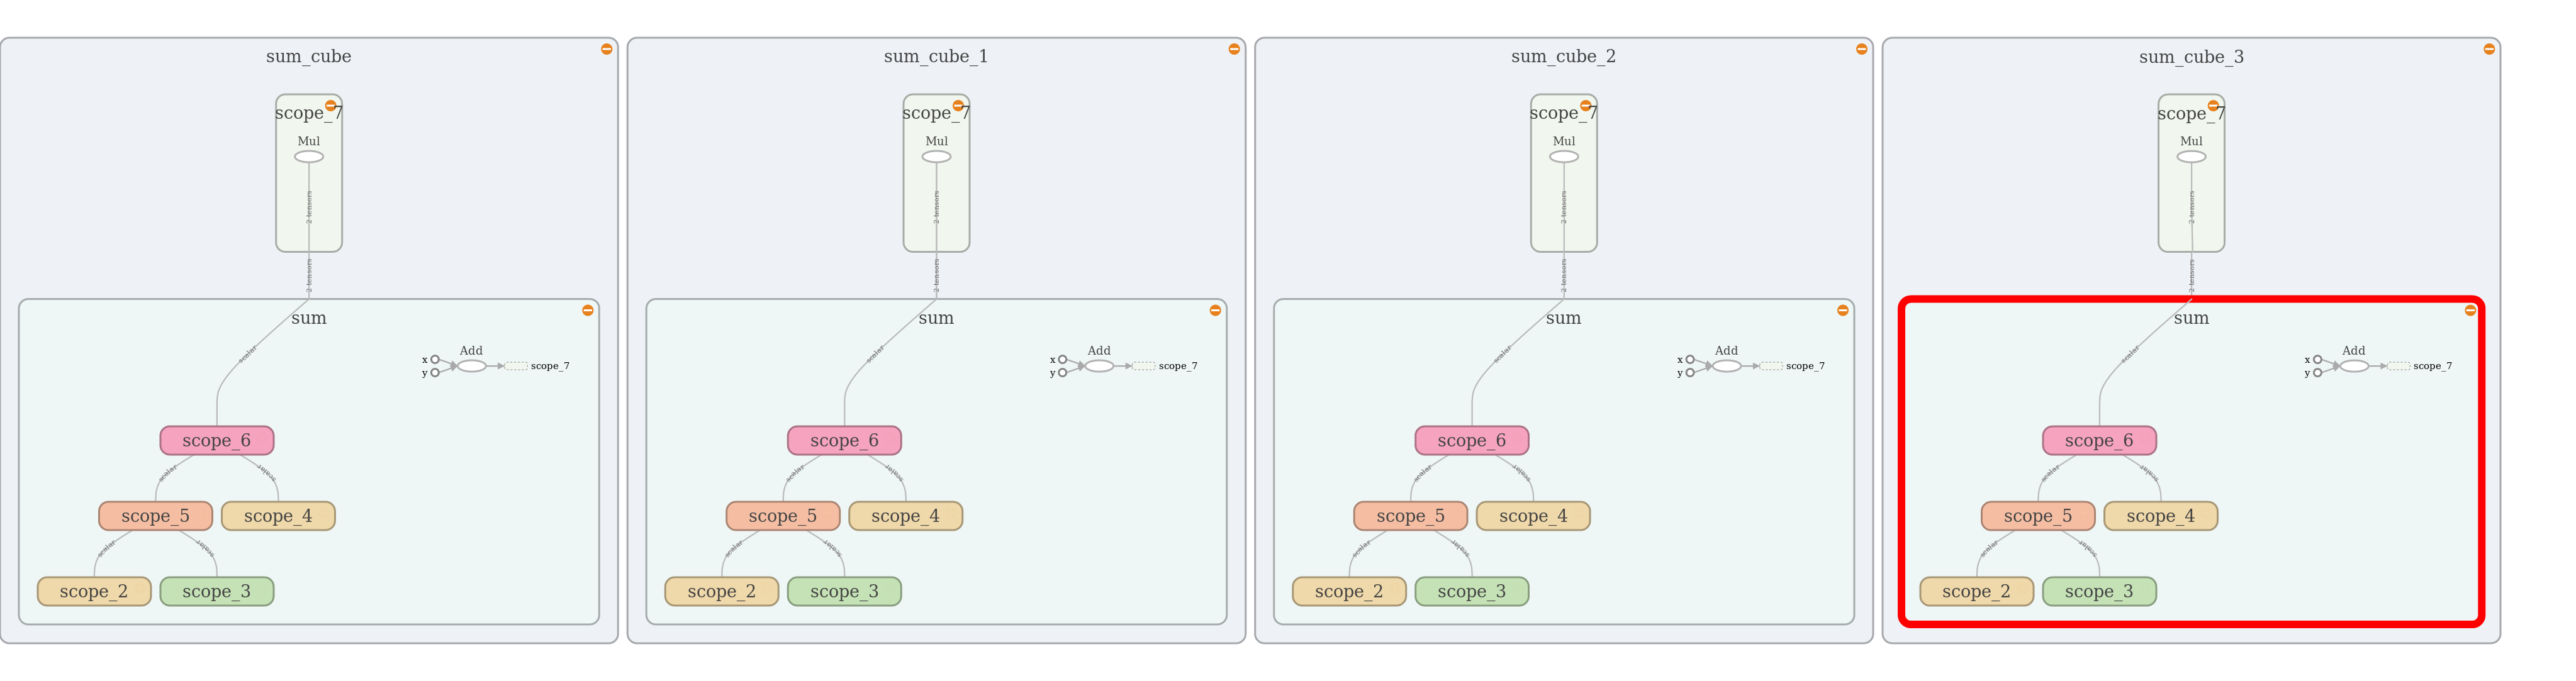 sum_cube
scope_7
Mul
2 tensors
2 tensors
sum
scalar
Add
x
y
scope_7
scope_6
scalar
scalar
scope_5
scope_4
scalar
scalar
scope_2
scope_3
sum_cube_1
scope_7
Mul
2 tensors
2 tensors
sum
scalar
Add
x
y
scope_7
scope_6
scalar
scalar
scope_5
scope_4
scalar
scalar
scope_2
scope_3
sum_cube_2
scope_7
Mul
2 tensors
2 tensors
sum
scalar
Add
x
y
scope_7
scope_6
scalar
scalar
scope_5
scope_4
scalar
scalar
scope_2
scope_3
sum_cube_3
scope_7
Mul
2 tensors
2 tensors
sum
scalar
Add
x
y
scope_7
scope_6
scalar
scalar
scope_5
scope_4
scalar
scalar
scope_2
scope_3